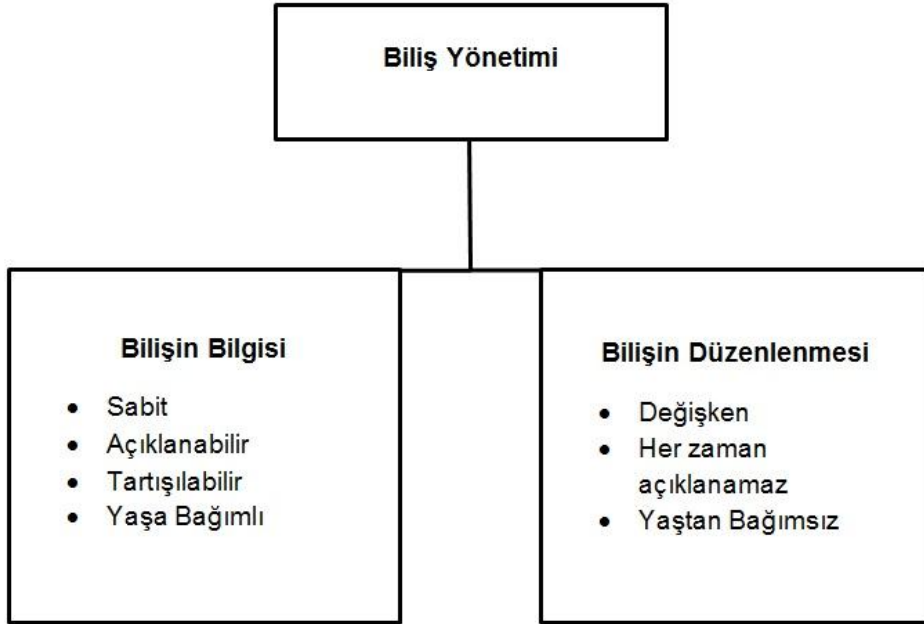 Biliş Yönetimi
Bilişin Bilgisi
• Sabit
• Açıklanabilir
• Tartışılabilir
• Yaşa Bağımlı
Bilişin Düzenlenmesi
• Değişken
• Her zaman
açıklanamaz
• Yaştan Bağımsız